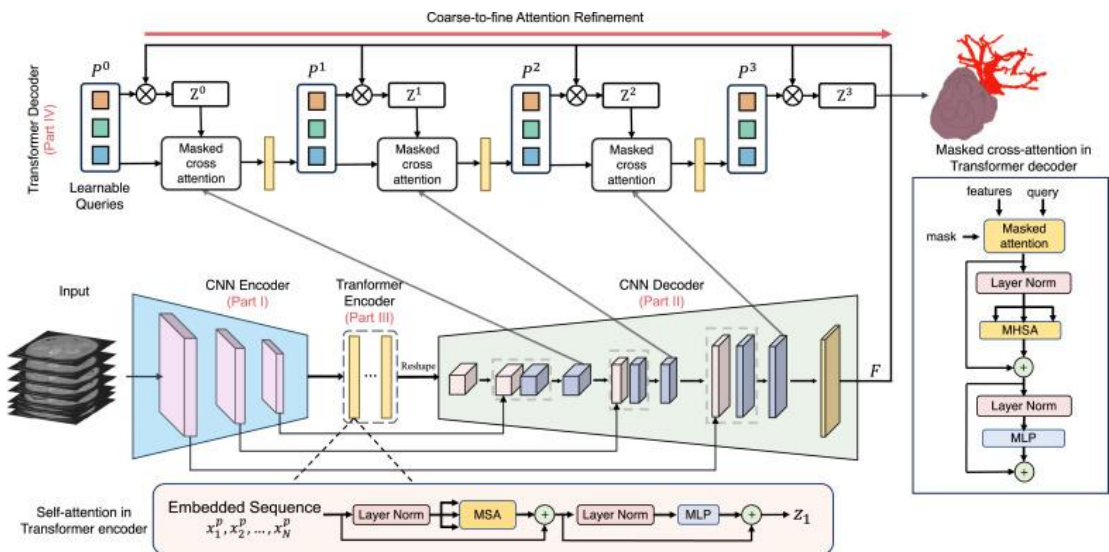 Coarse-to-fine Attention Refinement
P⁰
Z⁰
P¹
Z¹
P²
Z²
P³
Z³
Transformer Decoder
(Part IV)
Masked
cross
attention
Masked
cross
attention
Masked
cross
attention
Learnable
Queries
Masked cross-attention in
Transformer decoder
features
query
mask
Masked
attention
Layer Norm
MHSA
+
Layer Norm
MLP
+
Input
CNN Encoder
(Part I)
Tranformer
Encoder
(Part III)
CNN Decoder
(Part II)
...
Reshape
F
Self-attention in
Transformer encoder
Embedded Sequence
x₁ᵖ, x₂ᵖ, ..., x_Nᵖ
Layer Norm
MSA
+
Layer Norm
MLP
+
Z₁